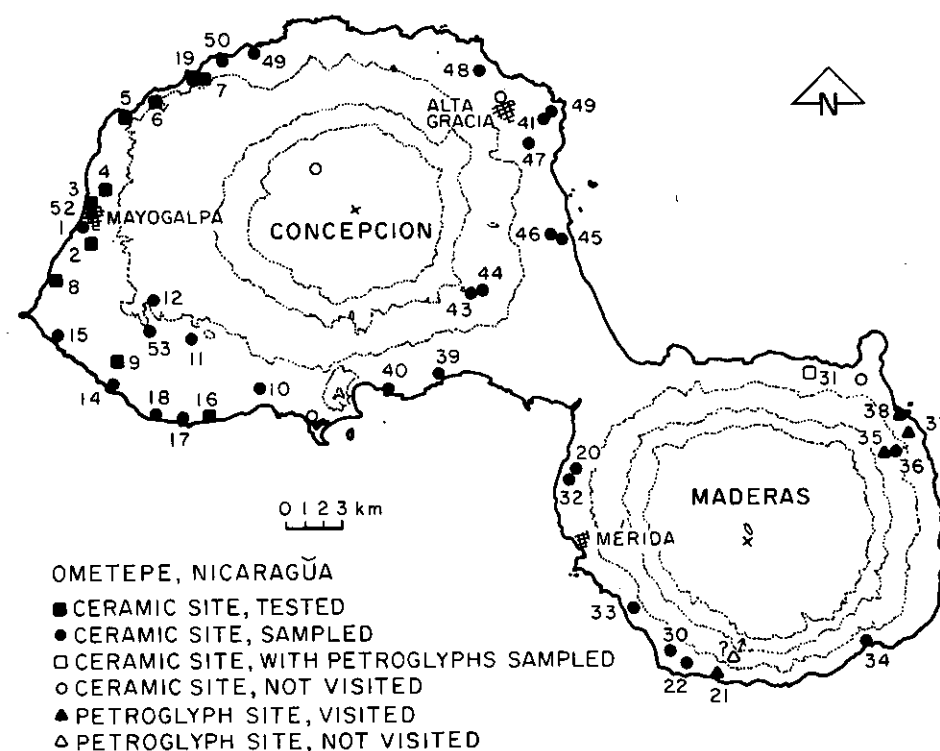 50
19
49
7
48
5
6
ALTA
GRACIA
49
41
47
N
4
3
52
MAYOGALPA
1
2
CONCEPCION
46
45
8
12
44
43
15
53
11
9
14
18
17
16
10
40
39
31
38
35
36
20
32
MADERAS
MERIDA
0 1 2 3 km
33
30
22
21
? ?
34
OMETEPE, NICARAGŬA
CERAMIC SITE, TESTED
CERAMIC SITE, SAMPLED
CERAMIC SITE, WITH PETROGLYPHS SAMPLED
CERAMIC SITE, NOT VISITED
PETROGLYPH SITE, VISITED
PETROGLYPH SITE, NOT VISITED